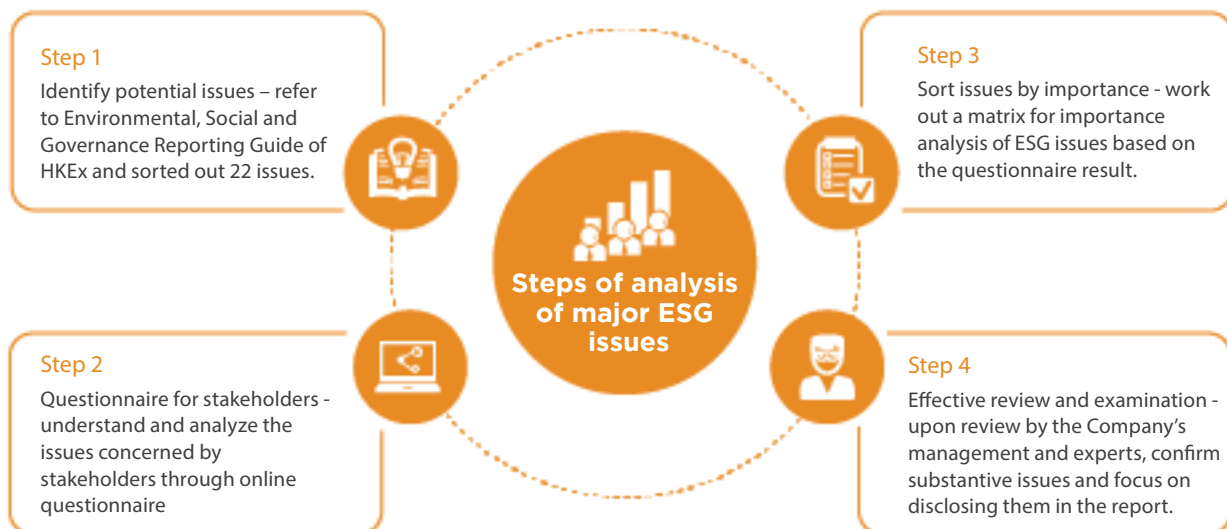 Step 1
Identify potential issues – refer
to Environmental, Social and
Governance Reporting Guide of
HKEx and sorted out 22 issues.
Step 2
Questionnaire for stakeholders -
understand and analyze the
issues concerned by
stakeholders through online
questionnaire
Steps of analysis
of major ESG
issues
Step 3
Sort issues by importance - work
out a matrix for importance
analysis of ESG issues based on
the questionnaire result.
Step 4
Effective review and examination -
upon review by the Company’s
management and experts, confirm
substantive issues and focus on
disclosing them in the report.